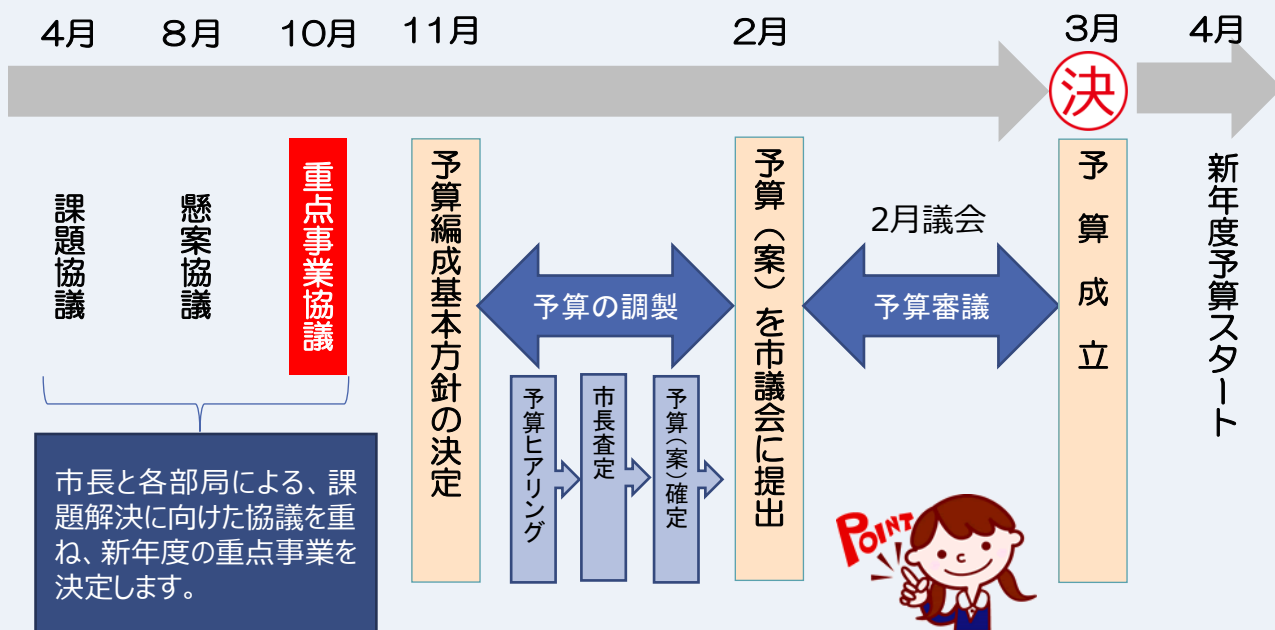 4月
8月
10月
11月
2月
3月
4月
決
課題協議
懸案協議
重点事業協議
予算編成基本方針の決定
予算の調製
予算ヒアリング
市長査定
予算(案)確定
予算(案)を市議会に提出
2月議会
予算審議
予算成立
新年度予算スタート
市長と各部局による、課
題解決に向けた協議を重
ね、新年度の重点事業を
決定します。
POINT